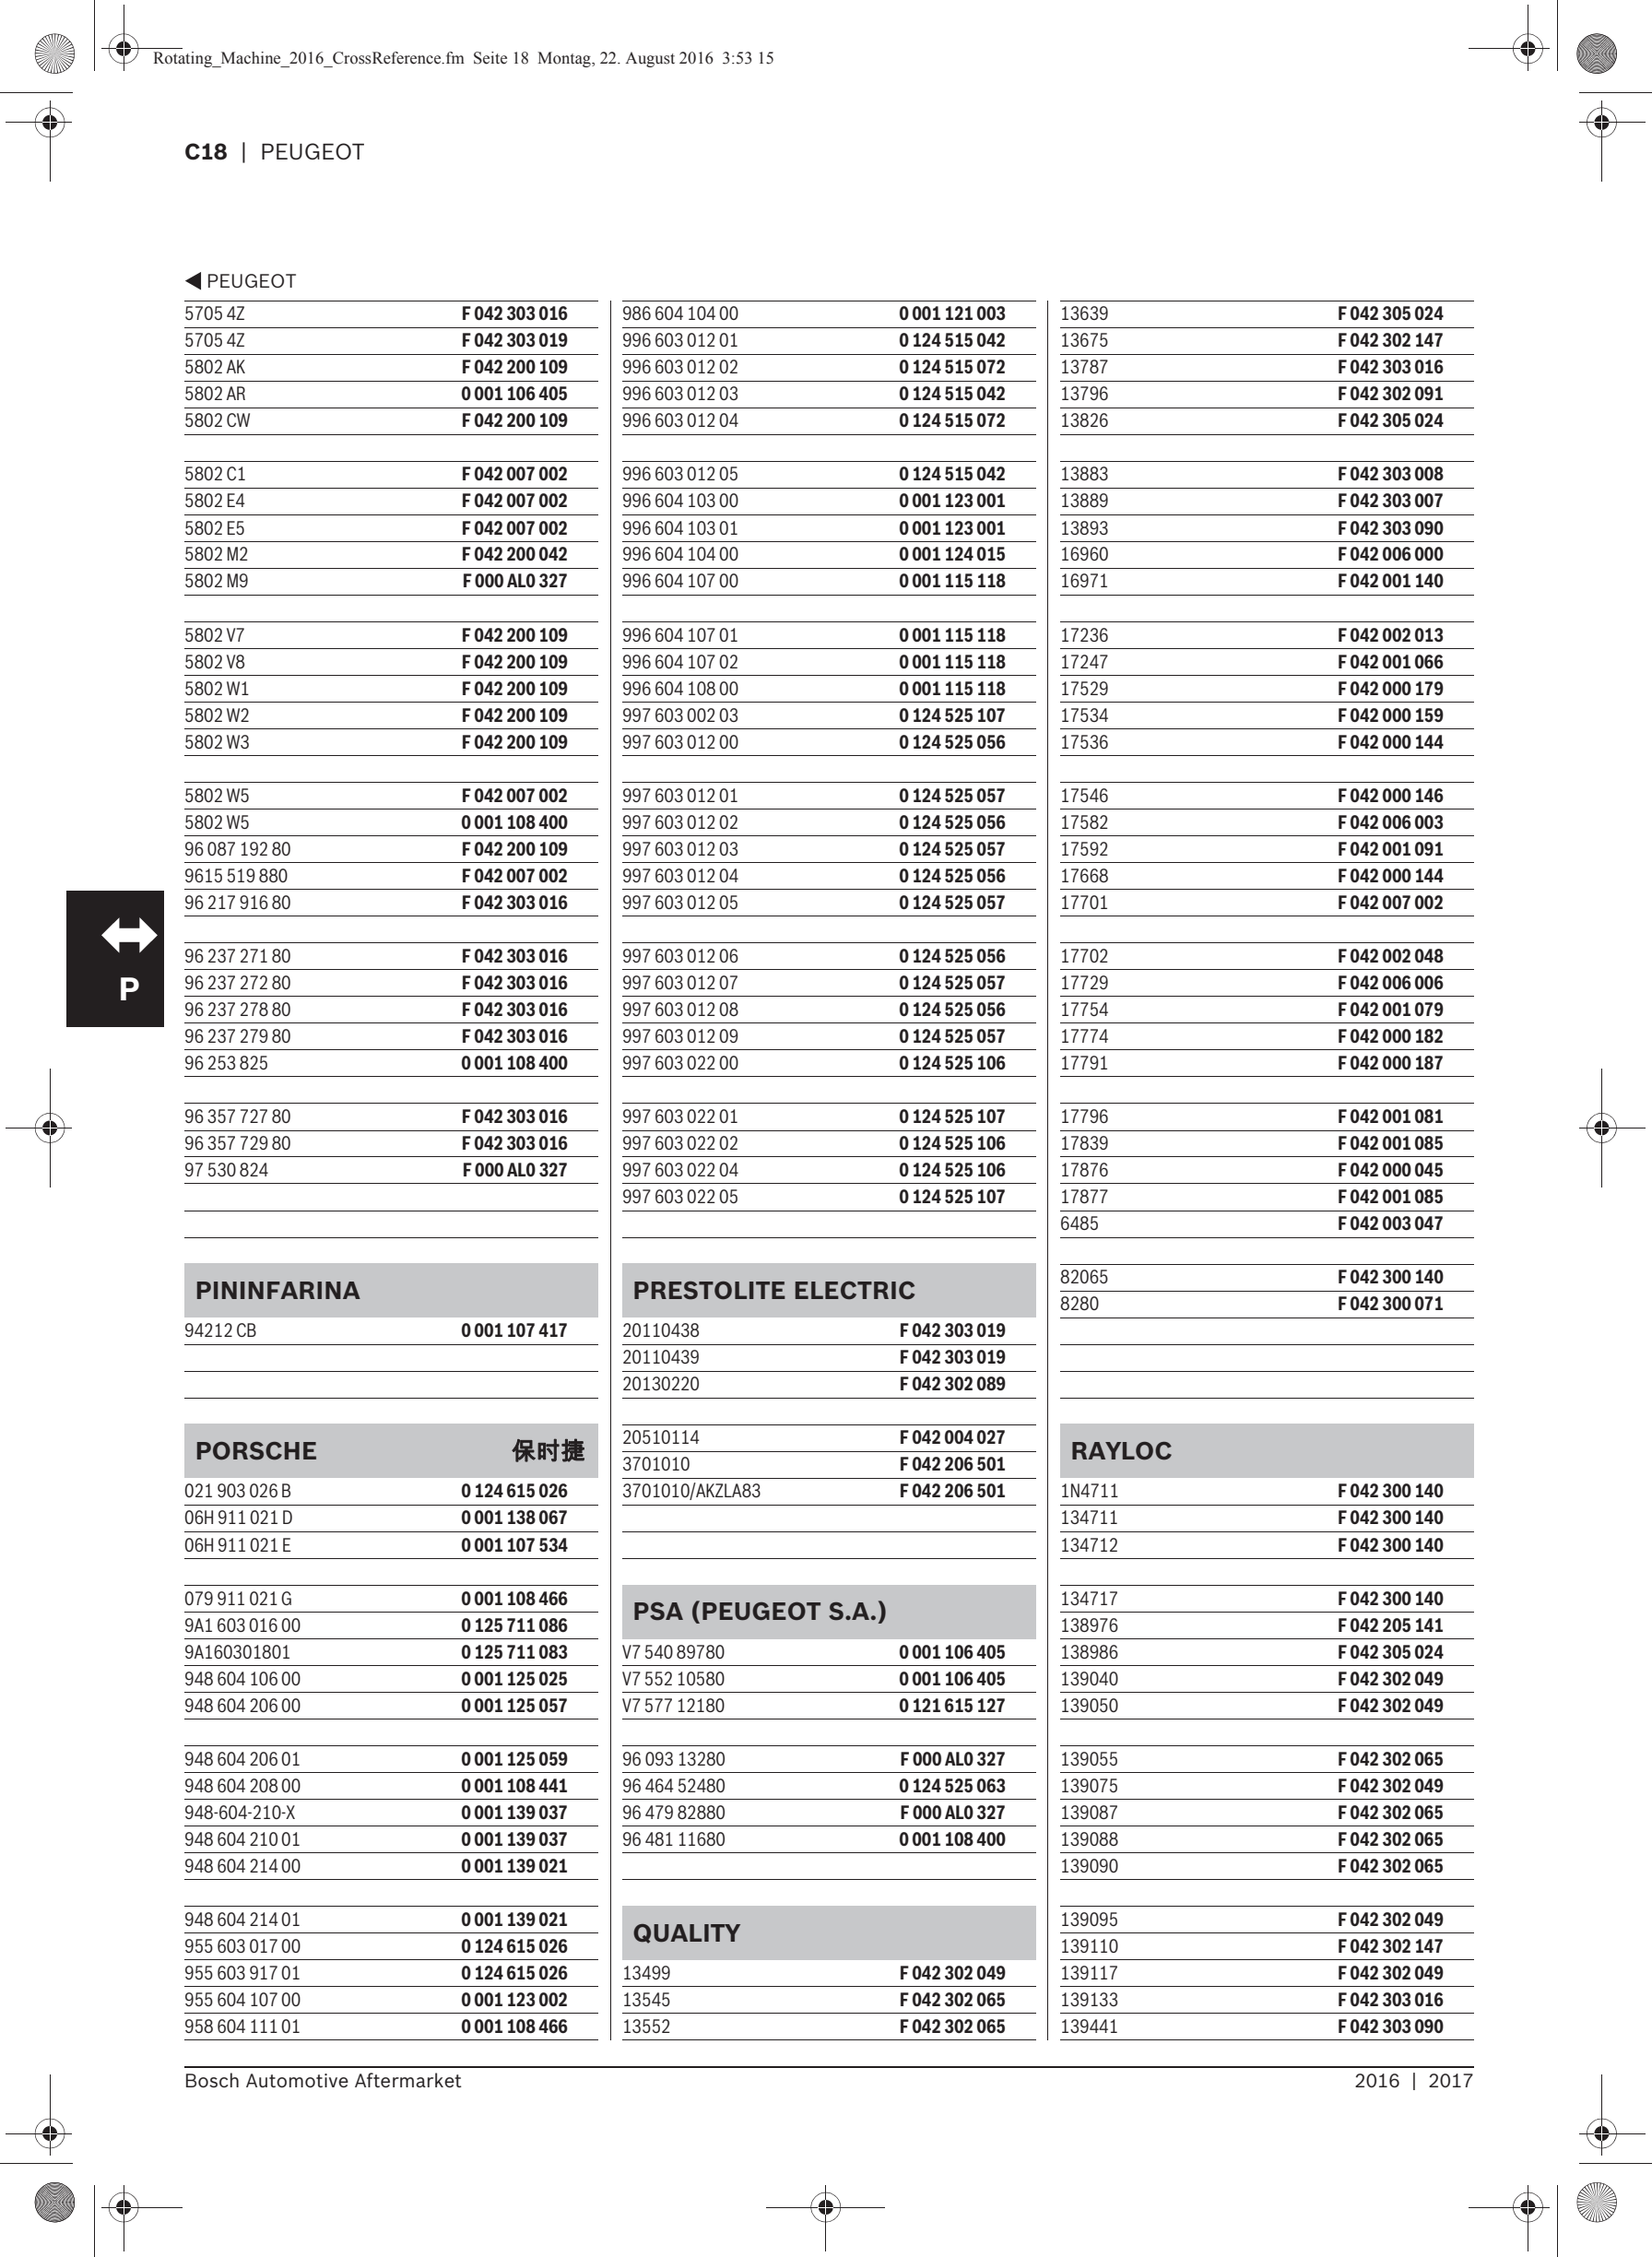 Rotating_Machine_2016_CrossReference.fm Seite 18 Montag, 22. August 2016 3:53 15
C18 | PEUGEOT
◀ PEUGEOT
5705 4Z F 042 303 016
5705 4Z F 042 303 019
5802 AK F 042 200 109
5802 AR 0 001 106 405
5802 CW F 042 200 109
5802 C1 F 042 007 002
5802 E4 F 042 007 002
5802 E5 F 042 007 002
5802 M2 F 042 200 042
5802 M9 F 000 AL0 327
5802 V7 F 042 200 109
5802 V8 F 042 200 109
5802 W1 F 042 200 109
5802 W2 F 042 200 109
5802 W3 F 042 200 109
5802 W5 F 042 007 002
5802 W5 0 001 108 400
96 087 192 80 F 042 200 109
9615 519 880 F 042 007 002
96 217 916 80 F 042 303 016
96 237 271 80 F 042 303 016
96 237 272 80 F 042 303 016
96 237 278 80 F 042 303 016
96 237 279 80 F 042 303 016
96 253 825 0 001 108 400
96 357 727 80 F 042 303 016
96 357 729 80 F 042 303 016
97 530 824 F 000 AL0 327
PININFARINA
94212 CB 0 001 107 417
PORSCHE 保时捷
021 903 026 B 0 124 615 026
06H 911 021 D 0 001 138 067
06H 911 021 E 0 001 107 534
079 911 021 G 0 001 108 466
9A1 603 016 00 0 125 711 086
9A160301801 0 125 711 083
948 604 106 00 0 001 125 025
948 604 206 00 0 001 125 057
948 604 206 01 0 001 125 059
948 604 208 00 0 001 108 441
948-604-210-X 0 001 139 037
948 604 210 01 0 001 139 037
948 604 214 00 0 001 139 021
948 604 214 01 0 001 139 021
955 603 017 00 0 124 615 026
955 603 917 01 0 124 615 026
955 604 107 00 0 001 123 002
958 604 111 01 0 001 108 466
986 604 104 00 0 001 121 003
996 603 012 01 0 124 515 042
996 603 012 02 0 124 515 072
996 603 012 03 0 124 515 042
996 603 012 04 0 124 515 072
996 603 012 05 0 124 515 042
996 604 103 00 0 001 123 001
996 604 103 01 0 001 123 001
996 604 104 00 0 001 124 015
996 604 107 00 0 001 115 118
996 604 107 01 0 001 115 118
996 604 107 02 0 001 115 118
996 604 108 00 0 001 115 118
997 603 002 03 0 124 525 107
997 603 012 00 0 124 525 056
997 603 012 01 0 124 525 057
997 603 012 02 0 124 525 056
997 603 012 03 0 124 525 057
997 603 012 04 0 124 525 056
997 603 012 05 0 124 525 057
997 603 012 06 0 124 525 056
997 603 012 07 0 124 525 057
997 603 012 08 0 124 525 056
997 603 012 09 0 124 525 057
997 603 022 00 0 124 525 106
997 603 022 01 0 124 525 107
997 603 022 02 0 124 525 106
997 603 022 04 0 124 525 106
997 603 022 05 0 124 525 107
PRESTOLITE ELECTRIC
20110438 F 042 303 019
20110439 F 042 303 019
20130220 F 042 302 089
20510114 F 042 004 027
3701010 F 042 206 501
3701010/AKZLA83 F 042 206 501
PSA (PEUGEOT S.A.)
V7 540 89780 0 001 106 405
V7 552 10580 0 001 106 405
V7 577 12180 0 121 615 127
96 093 13280 F 000 AL0 327
96 464 52480 0 124 525 063
96 479 82880 F 000 AL0 327
96 481 11680 0 001 108 400
QUALITY
13499 F 042 302 049
13545 F 042 302 065
13552 F 042 302 065
13639 F 042 305 024
13675 F 042 302 147
13787 F 042 303 016
13796 F 042 302 091
13826 F 042 305 024
13883 F 042 303 008
13889 F 042 303 007
13893 F 042 303 090
16960 F 042 006 000
16971 F 042 001 140
17236 F 042 002 013
17247 F 042 001 066
17529 F 042 000 179
17534 F 042 000 159
17536 F 042 000 144
17546 F 042 000 146
17582 F 042 006 003
17592 F 042 001 091
17668 F 042 000 144
17701 F 042 007 002
17702 F 042 002 048
17729 F 042 006 006
17754 F 042 001 079
17774 F 042 000 182
17791 F 042 000 187
17796 F 042 001 081
17839 F 042 001 085
17876 F 042 000 045
17877 F 042 001 085
6485 F 042 003 047
82065 F 042 300 140
8280 F 042 300 071
RAYLOC
1N4711 F 042 300 140
134711 F 042 300 140
134712 F 042 300 140
134717 F 042 300 140
138976 F 042 205 141
138986 F 042 305 024
139040 F 042 302 049
139050 F 042 302 049
139055 F 042 302 065
139075 F 042 302 049
139087 F 042 302 065
139088 F 042 302 065
139090 F 042 302 065
139095 F 042 302 049
139110 F 042 302 147
139117 F 042 302 049
139133 F 042 303 016
139441 F 042 303 090
P
Bosch Automotive Aftermarket 2016 | 2017